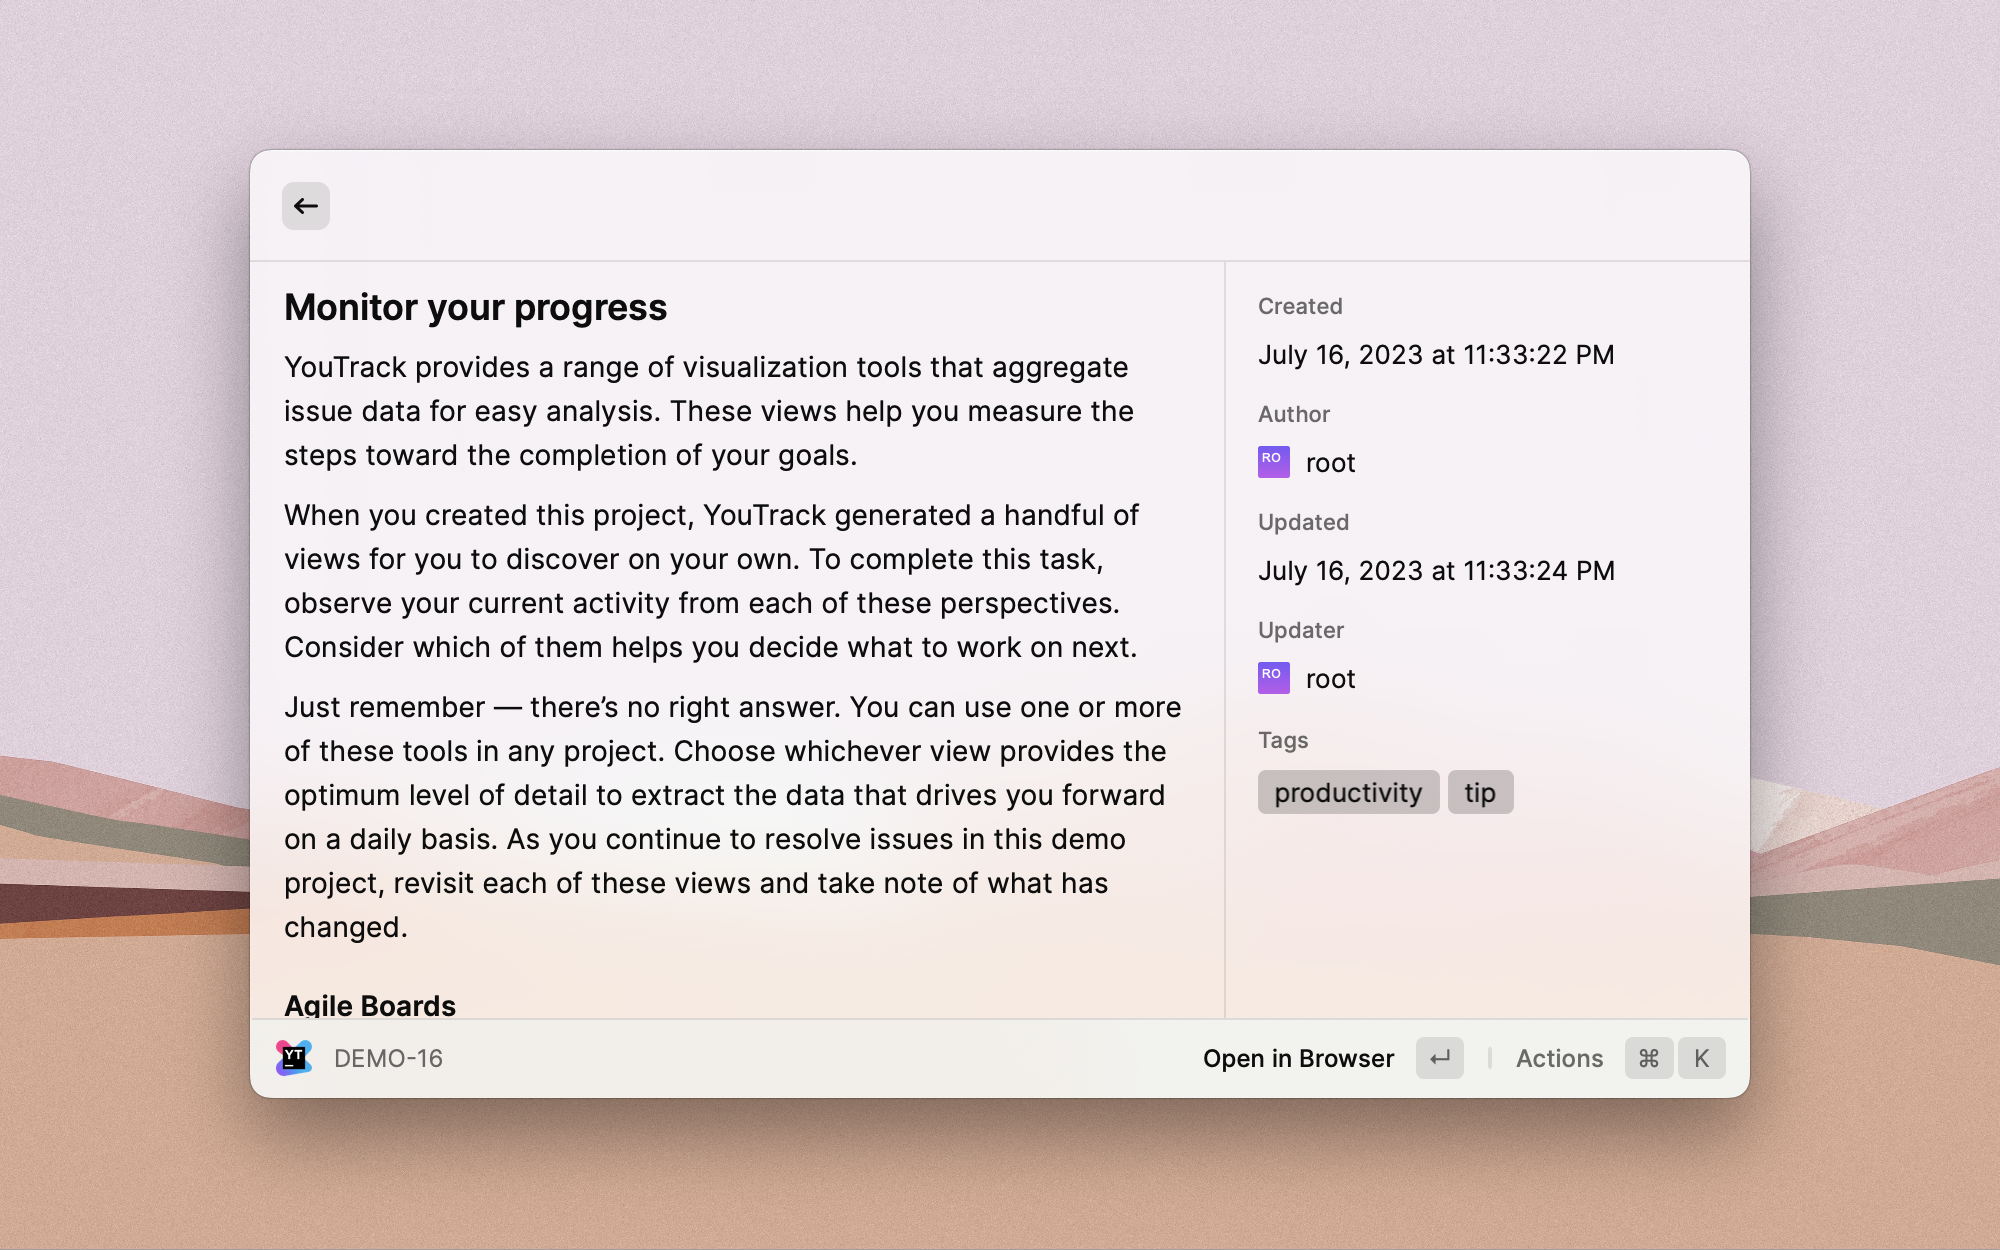 Monitor your progress
YouTrack provides a range of visualization tools that aggregate
issue data for easy analysis. These views help you measure the
steps toward the completion of your goals.
When you created this project, YouTrack generated a handful of
views for you to discover on your own. To complete this task,
observe your current activity from each of these perspectives.
Consider which of them helps you decide what to work on next.
Just remember — there’s no right answer. You can use one or more
of these tools in any project. Choose whichever view provides the
optimum level of detail to extract the data that drives you forward
on a daily basis. As you continue to resolve issues in this demo
project, revisit each of these views and take note of what has
changed.
Agile Boards
Created
July 16, 2023 at 11:33:22 PM
Author
RO root
Updated
July 16, 2023 at 11:33:24 PM
Updater
RO root
Tags
productivity tip
YT DEMO-16
Open in Browser ↵ Actions ⌘ K